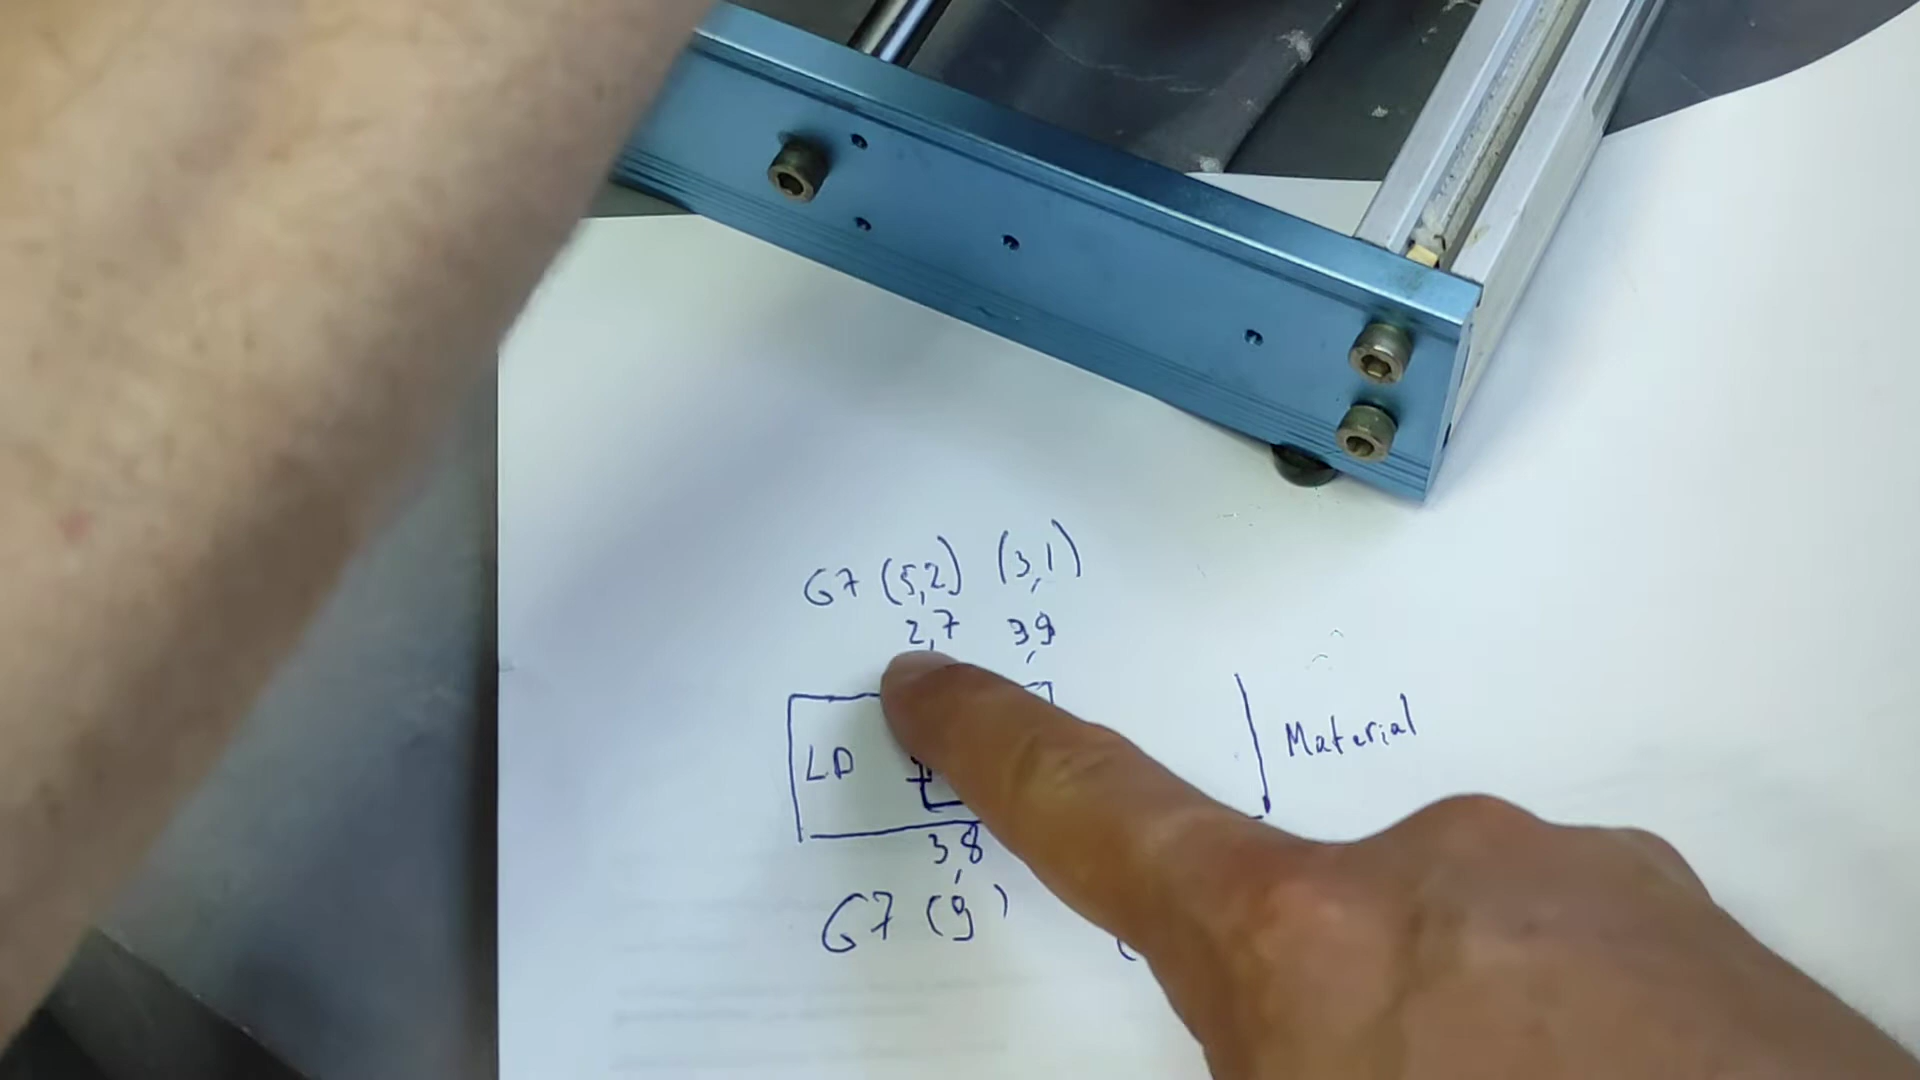 G7 (5,2) (3,1)
2,7 3,9
LD
Material
3,8
G7 (9)